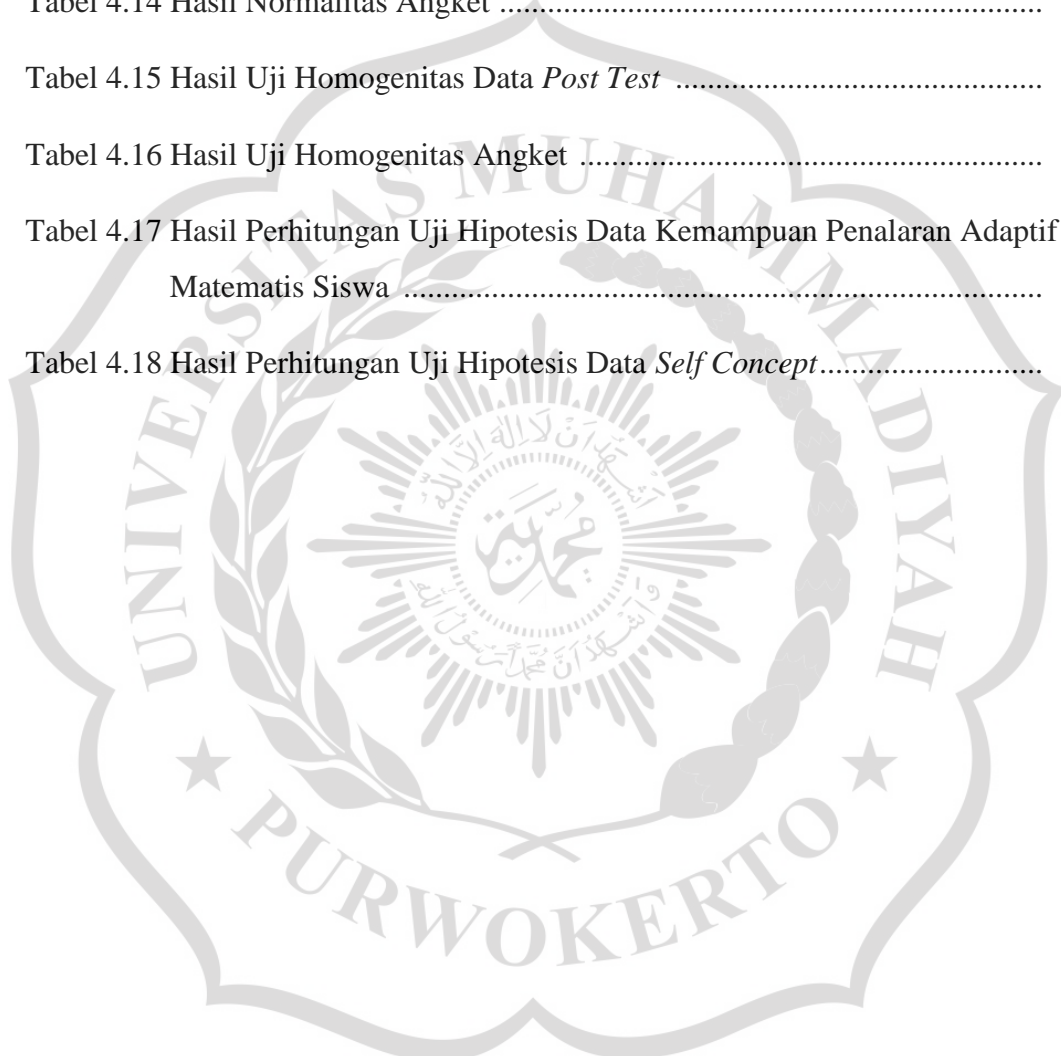 Tabel 4.14 Hasil Normalitas Angket ....................................................................
Tabel 4.15 Hasil Uji Homogenitas Data Post Test ..............................................
Tabel 4.16 Hasil Uji Homogenitas Angket ..........................................................
Tabel 4.17 Hasil Perhitungan Uji Hipotesis Data Kemampuan Penalaran Adaptif
Matematis Siswa ................................................................................
Tabel 4.18 Hasil Perhitungan Uji Hipotesis Data Self Concept............................
UNIVERSITAS MUHAMMADIYAH
PURWOKERTO